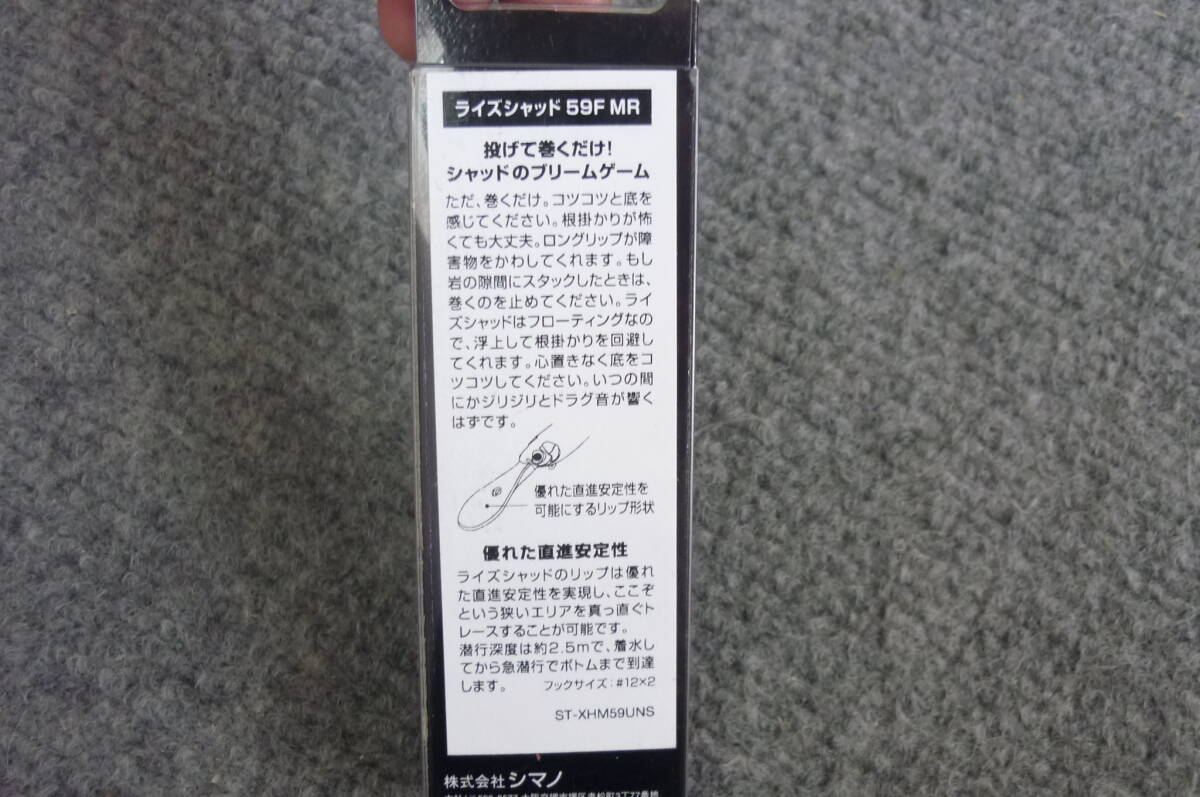 ライズシャッド 59F MR
投げて巻くだけ!
シャッドのブリームゲーム
ただ、巻くだけ。コツコツと底を
感じてください。根掛かりが怖
くても大丈夫。ロングリップが障
害物をかわしてくれます。もし
岩の隙間にスタックしたときは、
巻くのを止めてください。ライ
ズシャッドはフローティングなの
で、浮上して根掛かりを回避し
てくれます。心置きなく底をコ
ツコツしてください。いつの間
にかジリジリとドラグ音が響く
はずです。
優れた直進安定性を
可能にするリップ形状
優れた直進安定性
ライズシャッドのリップは優れ
た直進安定性を実現し、ここぞ
という狭いエリアを真っ直ぐト
レースすることが可能です。
潜行深度は約2.5mで、着水し
てから急潜行でボトムまで到達
します。 フックサイズ:#12×2
ST-XHM59UNS
株式会社シマノ